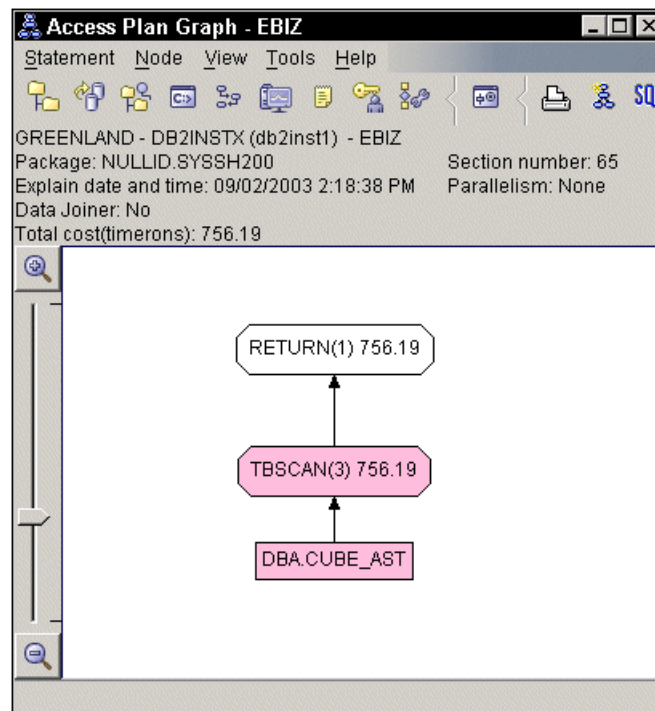 Access Plan Graph - EBIZ
Statement Node View Tools Help
C:>
SQ
GREENLAND - DB2INSTX (db2inst1) - EBIZ
Package: NULLID.SYSSH200 Section number: 65
Explain date and time: 09/02/2003 2:18:38 PM Parallelism: None
Data Joiner: No
Total cost(timerons): 756.19
RETURN(1) 756.19
TBSCAN(3) 756.19
DBA.CUBE_AST